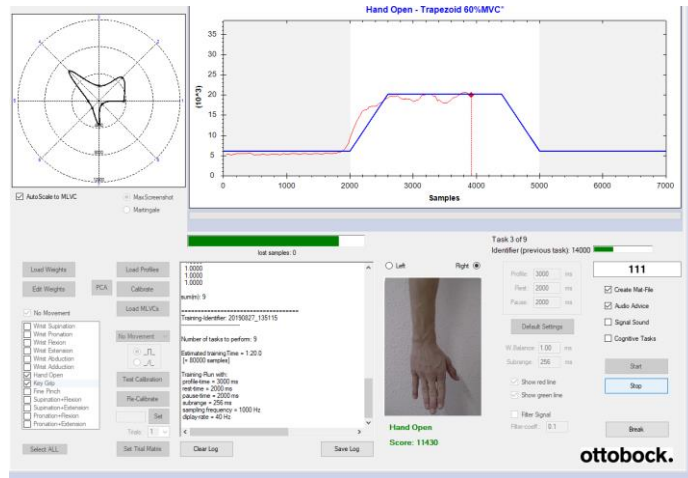 Hand Open - Trapezoid 60%MVC*
35
30
25
20
15
10
5
0
(10^3)
0 1000 2000 3000 4000 5000 6000 7000
Samples
AutoScale to MLVC
MaxScreenshot
Martingale
lost samples: 0
Task 3 of 9
Identifier (previous task): 14000
Load Weights
Edit Weights
PCA
Load Profiles
Calibrate
Load MLVCs
No Movement
Wrist Supination
Wrist Pronation
Wrist Flexion
Wrist Extension
Wrist Abduction
Wrist Adduction
Hand Open
Key Grip
Fine Pinch
Supination+Flexion
Supination+Extension
Pronation+Flexion
Pronation+Extension
Select ALL
No Movement
Test Calibration
Re-Calibrate
Set
Trials: 1
Set Trial Matrix
1.0000
1.0000
1.0000
sum(n): 9
Training-Identifier: 20190827_135115
Number of tasks to perform: 9
Estimated trainingTime = 1:20.0
[+ 80000 samples]
Training-Run with:
profile-time = 3000 ms
rest-time = 2000 ms
pause-time = 2000 ms
subrange = 256 ms
sampling frequency = 1000 Hz
diplay-rate = 40 Hz
Clear Log
Save Log
Left
Right
Hand Open
Score: 11430
Profile: 3000 ms
Rest: 2000 ms
Pause: 2000 ms
Default Settings
W-Balance: 1.00 ms
Subrange: 256 ms
Show red line
Show green line
Filter Signal
Filter-coeff.: 0.1
111
Create Mat-File
Audio Advice
Signal Sound
Cognitive Tasks
Start
Stop
Break
ottobock.